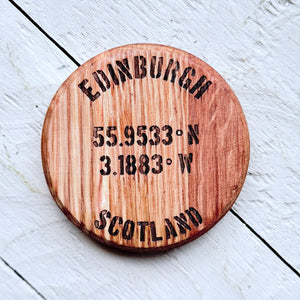 EDINBURGH
55.9533° N
3.1883° W
SCOTLAND